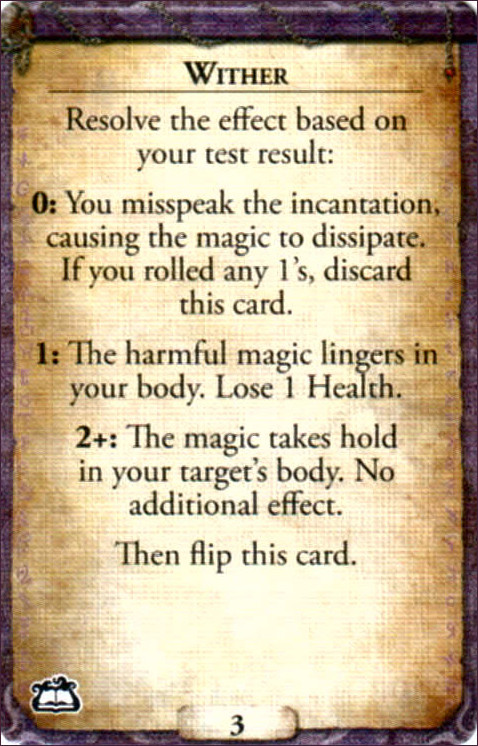 WITHER
Resolve the effect based on
your test result:
0: You misspeak the incantation,
causing the magic to dissipate.
If you rolled any 1's, discard
this card.
1: The harmful magic lingers in
your body. Lose 1 Health.
2+: The magic takes hold
in your target's body. No
additional effect.
Then flip this card.
3